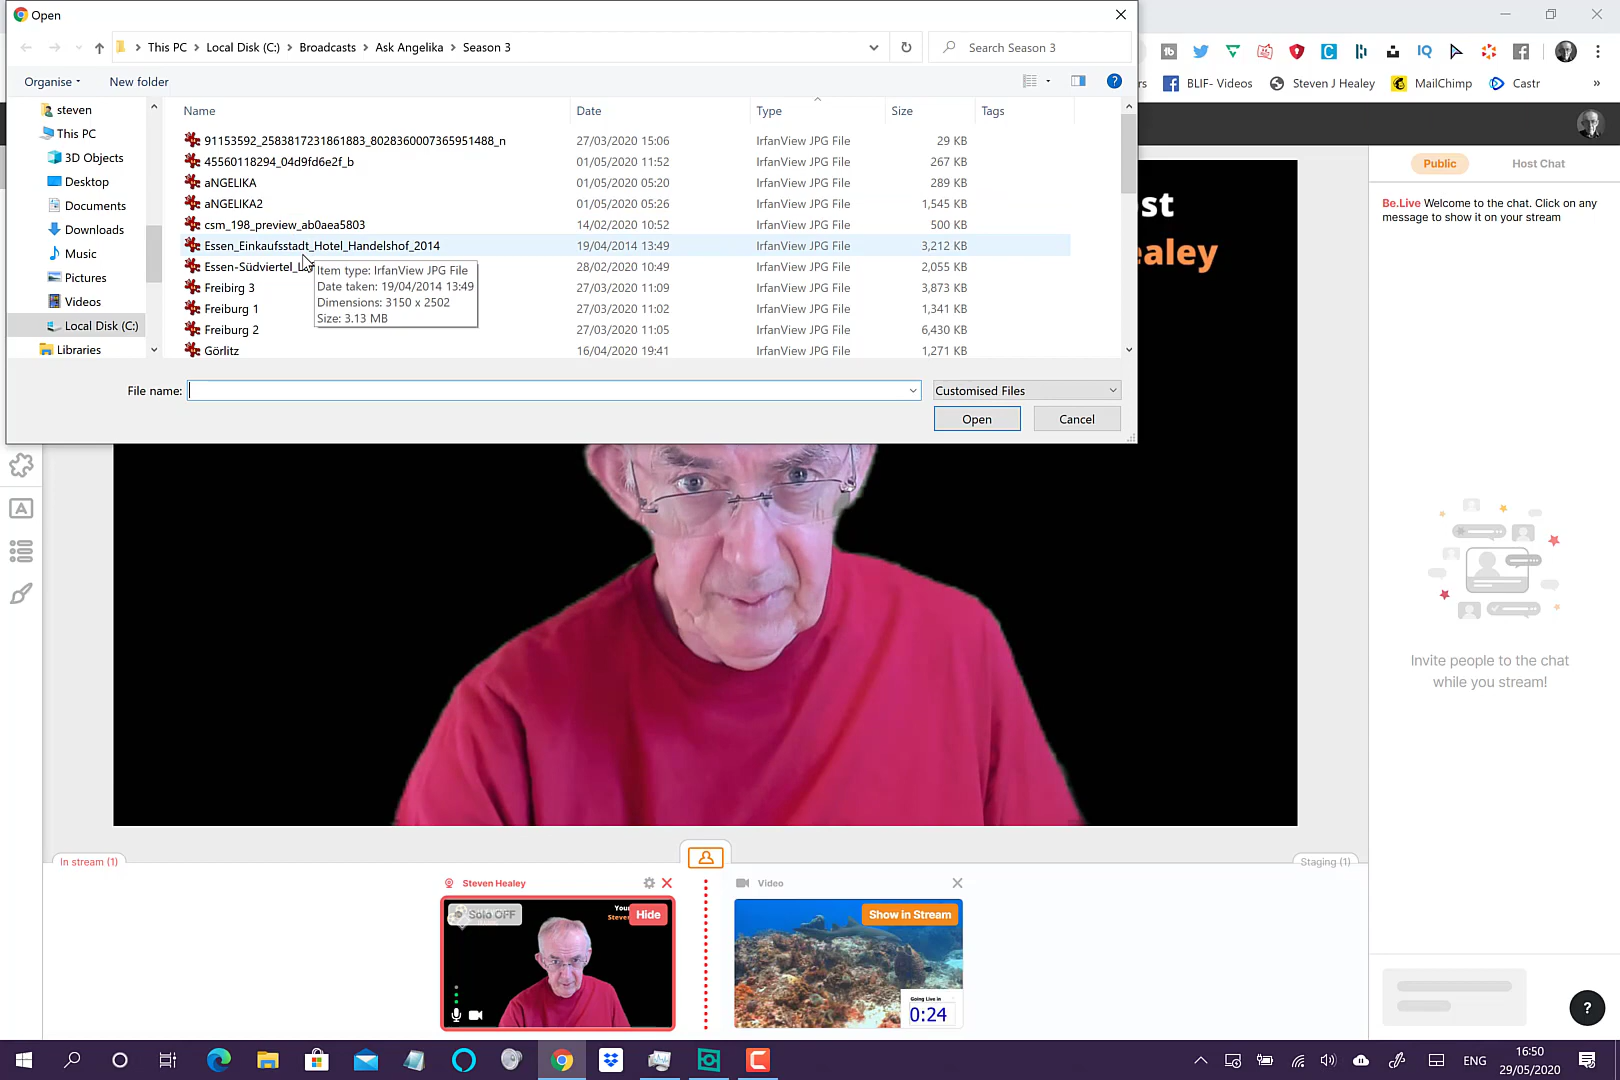 Open
This PC
Local Disk (C:)
Broadcasts
Ask Angelika
Season 3
Search Season 3
Organise
New folder
BLIF- Videos
Steven J Healey
MailChimp
Castr
steven
This PC
3D Objects
Desktop
Documents
Downloads
Music
Pictures
Videos
Local Disk (C:)
Libraries
Name Date Type Size Tags
91153592_2583817231861883_8028360007365951488_n 27/03/2020 15:06 IrfanView JPG File 29 KB
45560118294_04d9fd6e2f_b 01/05/2020 11:52 IrfanView JPG File 267 KB
aNGELIKA 01/05/2020 05:20 IrfanView JPG File 289 KB
aNGELIKA2 01/05/2020 05:26 IrfanView JPG File 1,545 KB
csm_198_preview_ab0aea5803 14/02/2020 10:52 IrfanView JPG File 500 KB
Essen_Einkaufsstadt_Hotel_Handelshof_2014 19/04/2014 13:49 IrfanView JPG File 3,212 KB
Essen-Südviertel_ 28/02/2020 10:49 IrfanView JPG File 2,055 KB
Freibirg 3 27/03/2020 11:09 IrfanView JPG File 3,873 KB
Freiburg 1 27/03/2020 11:02 IrfanView JPG File 1,341 KB
Freiburg 2 27/03/2020 11:05 IrfanView JPG File 6,430 KB
Görlitz 16/04/2020 19:41 IrfanView JPG File 1,271 KB
Item type: IrfanView JPG File
Date taken: 19/04/2014 13:49
Dimensions: 3150 x 2502
Size: 3.13 MB
File name:
Customised Files
Open
Cancel
st
ealey
Public
Host Chat
Be.Live Welcome to the chat. Click on any
message to show it on your stream
Invite people to the chat
while you stream!
In stream (1)
Staging (1)
Steven Healey
Solo OFF
You
Steve
Hide
Video
Show in Stream
Going Live in
0:24
ENG
16:50
29/05/2020